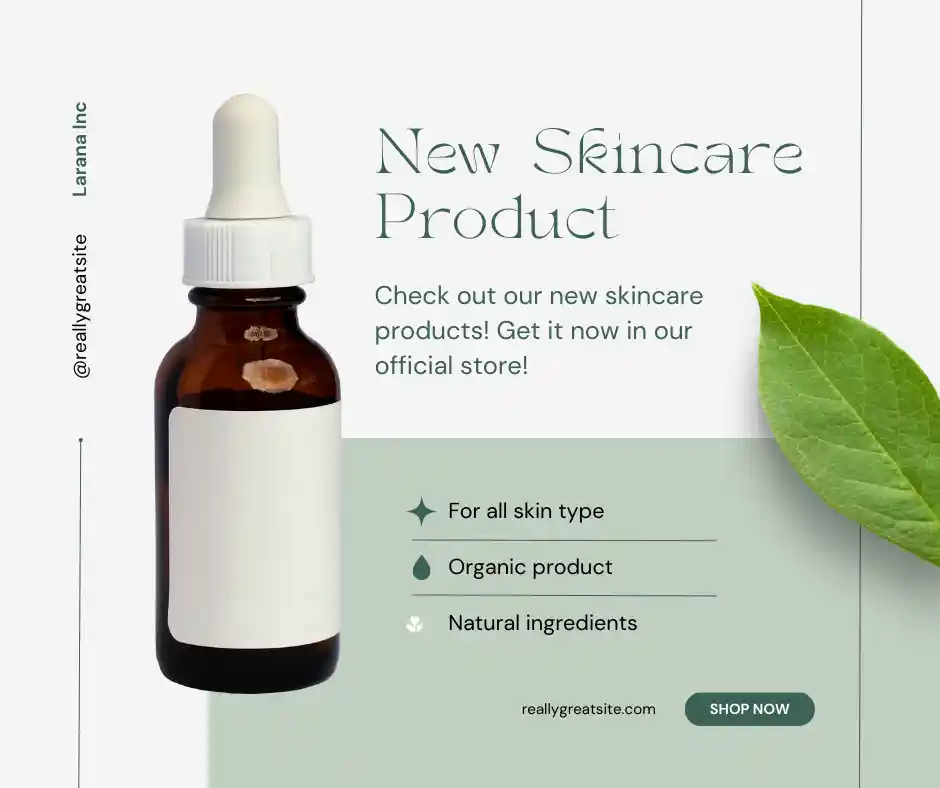 Larana Inc
@reallygreatsite
New Skincare
Product
Check out our new skincare
products! Get it now in our
official store!
For all skin type
Organic product
Natural ingredients
reallygreatsite.com
SHOP NOW